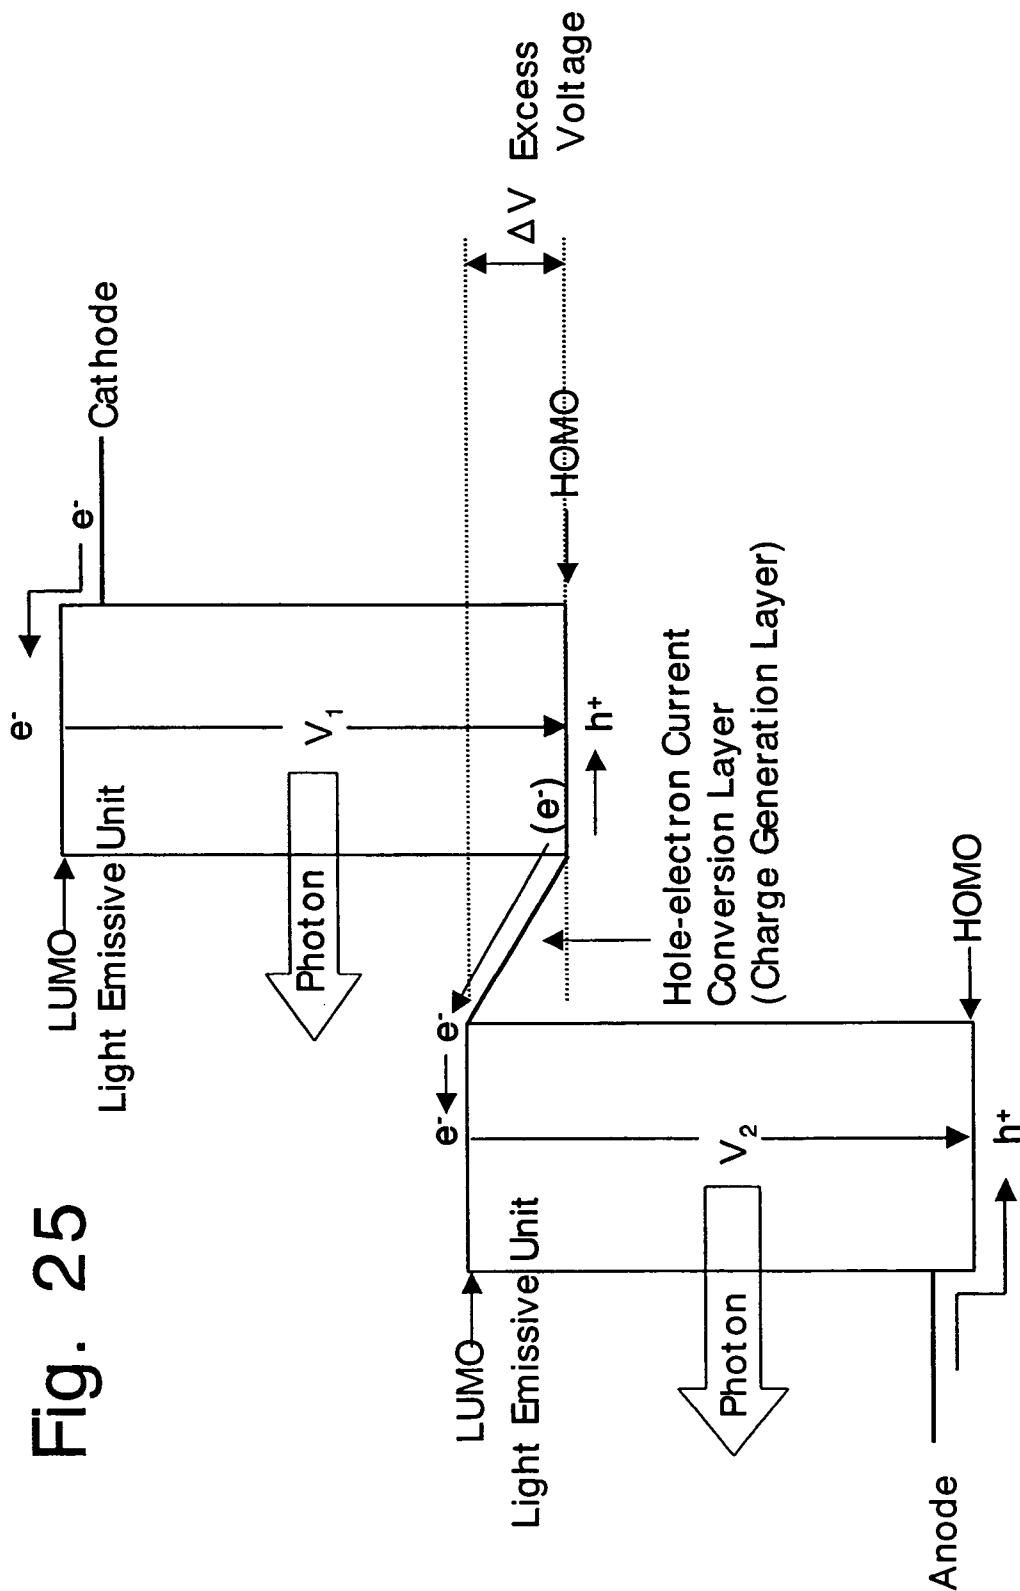 Fig. 25
e-
e-
Cathode
LUMO
Light Emissive Unit
V1
Photon
ΔV Excess
Voltage
(e-)
e-
e-
h+
HOMO
LUMO
Light Emissive Unit
Hole-electron Current
Conversion Layer
(Charge Generation Layer)
V2
Photon
HOMO
Anode
h+